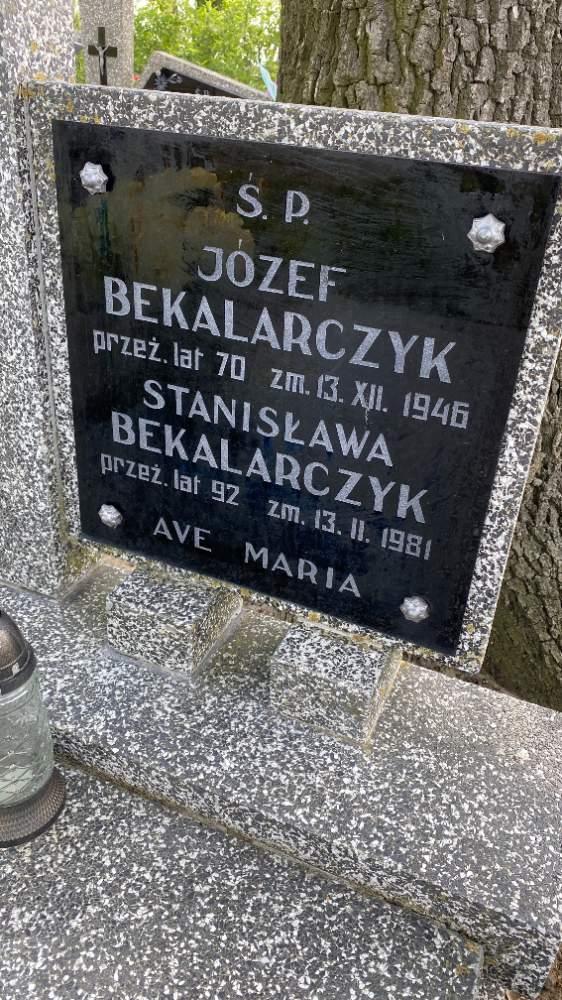 Ś. P.
JÓZEF
BEKALARCZYK
przeż. lat 70 zm. 13. XII. 1946
STANISŁAWA
BEKALARCZYK
przeż. lat 92 zm. 13. II. 1981
AVE MARIA